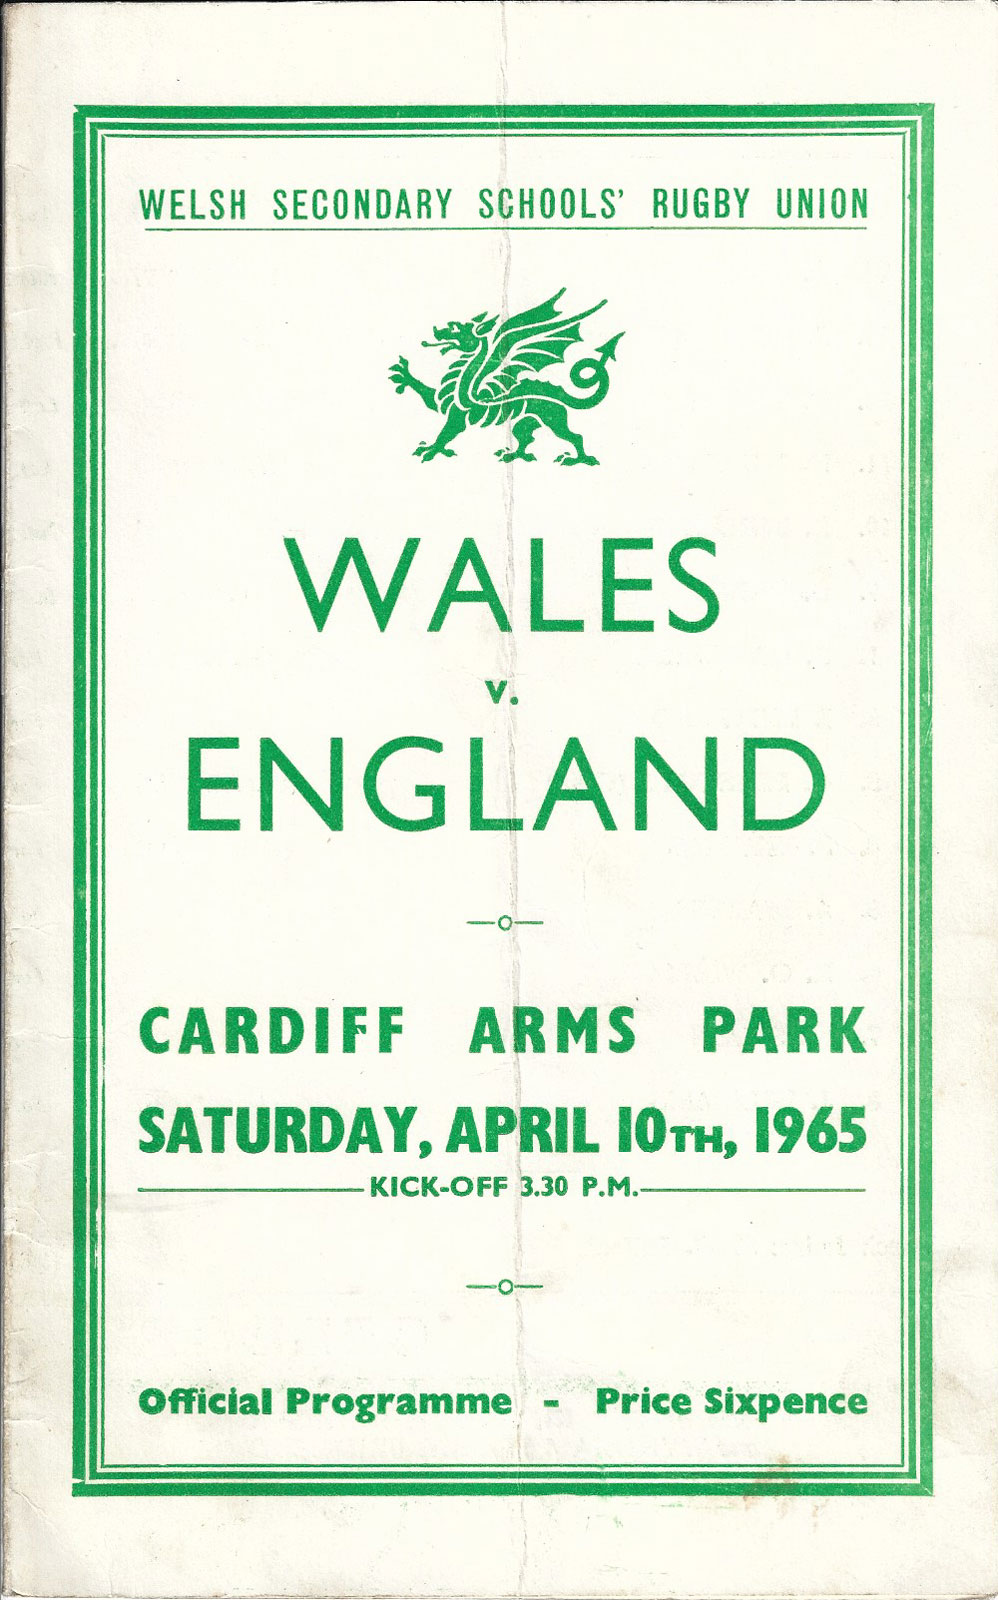 WELSH SECONDARY SCHOOLS' RUGBY UNION
WALES
v.
ENGLAND
CARDIFF ARMS PARK
SATURDAY, APRIL 10TH, 1965
KICK-OFF 3.30 P.M.
Official Programme - Price Sixpence